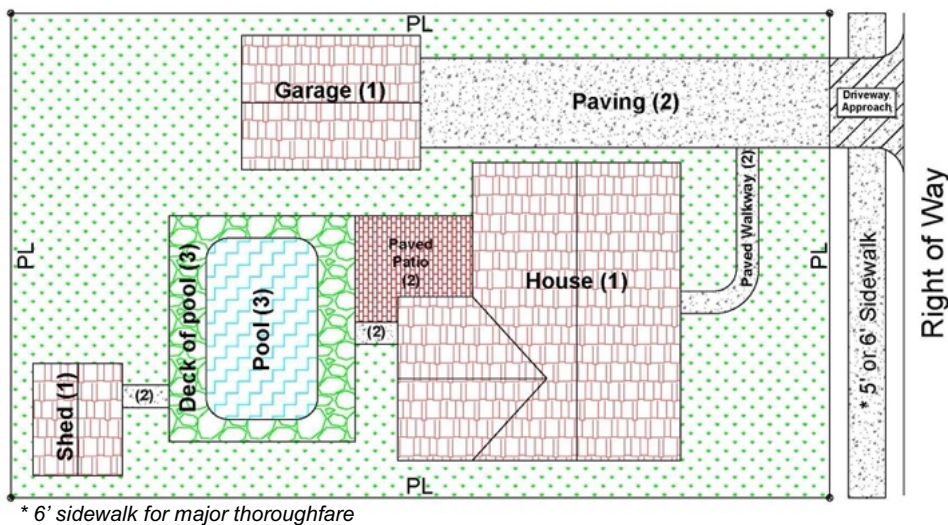 PL
Garage (1)
Paving (2)
Driveway
Approach
PL
Deck of pool (3)
Pool (3)
Paved
Patio
(2)
(2)
House (1)
Paved Walkway (2)
PL
* 5' or 6' Sidewalk
Right of Way
Shed (1)
(2)
PL
* 6' sidewalk for major thoroughfare